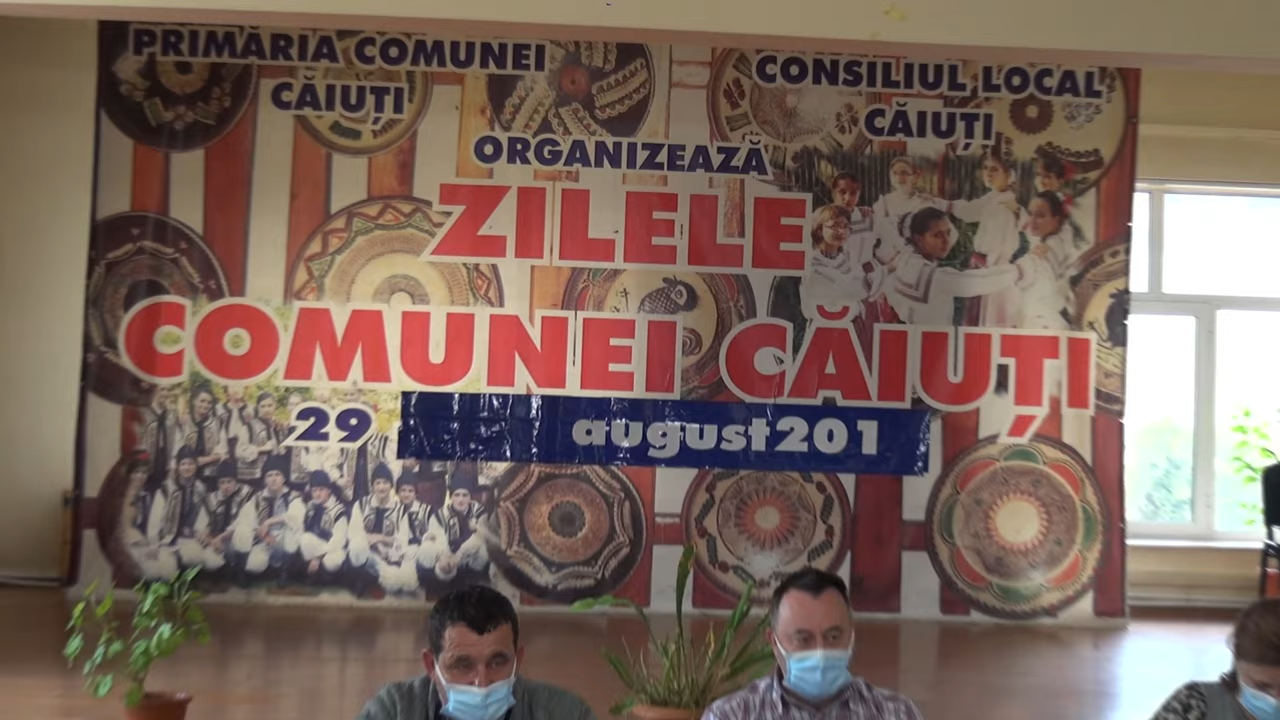 PRIMĂRIA COMUNEI
CĂIUȚI
CONSILIUL LOCAL
CĂIUȚI
ORGANIZEAZĂ
ZILELE
COMUNEI CĂIUȚI
29 august201